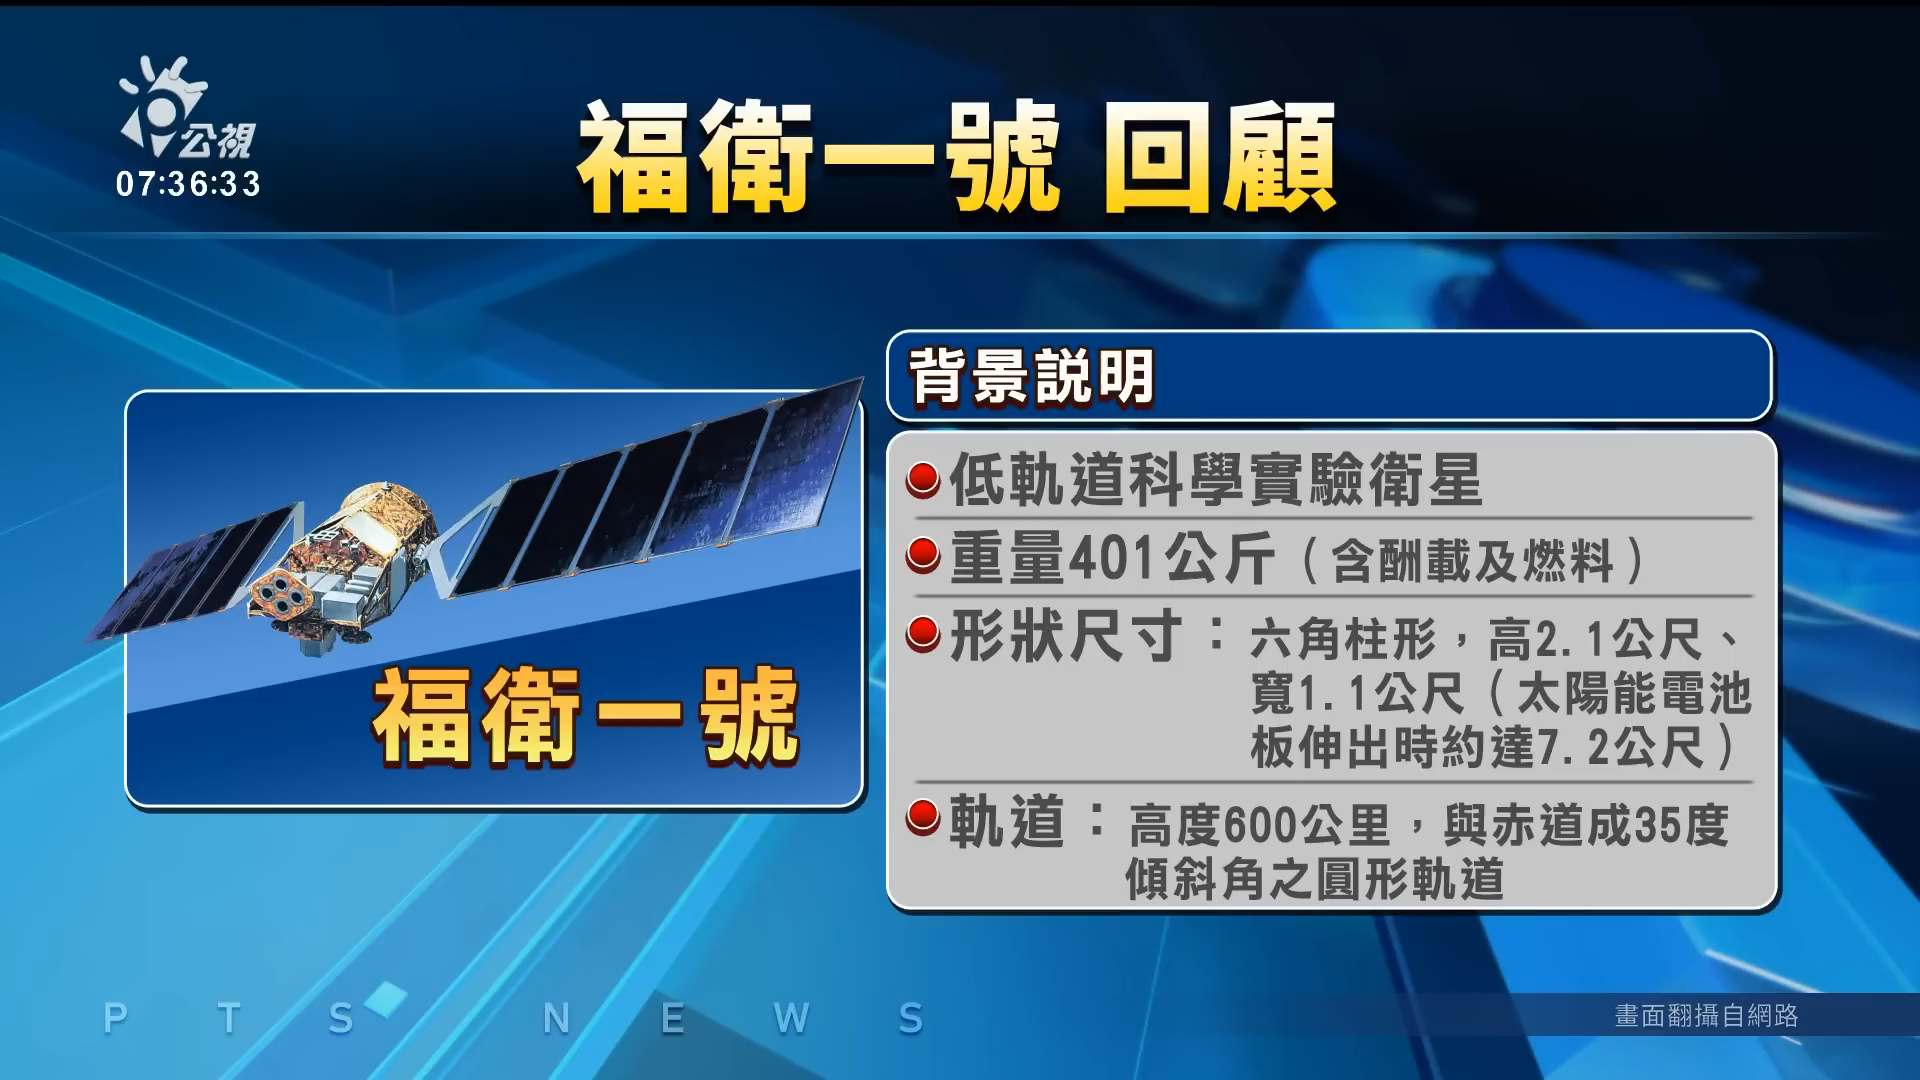 公視
07:36:33
福衛一號 回顧
福衛一號
背景説明
低軌道科學實驗衛星
重量401公斤（含酬載及燃料）
形狀尺寸：六角柱形，高2.1公尺、
寬1.1公尺（太陽能電池
板伸出時約達7.2公尺）
軌道：高度600公里，與赤道成35度
傾斜角之圓形軌道
PTS NEWS
畫面翻攝自網路